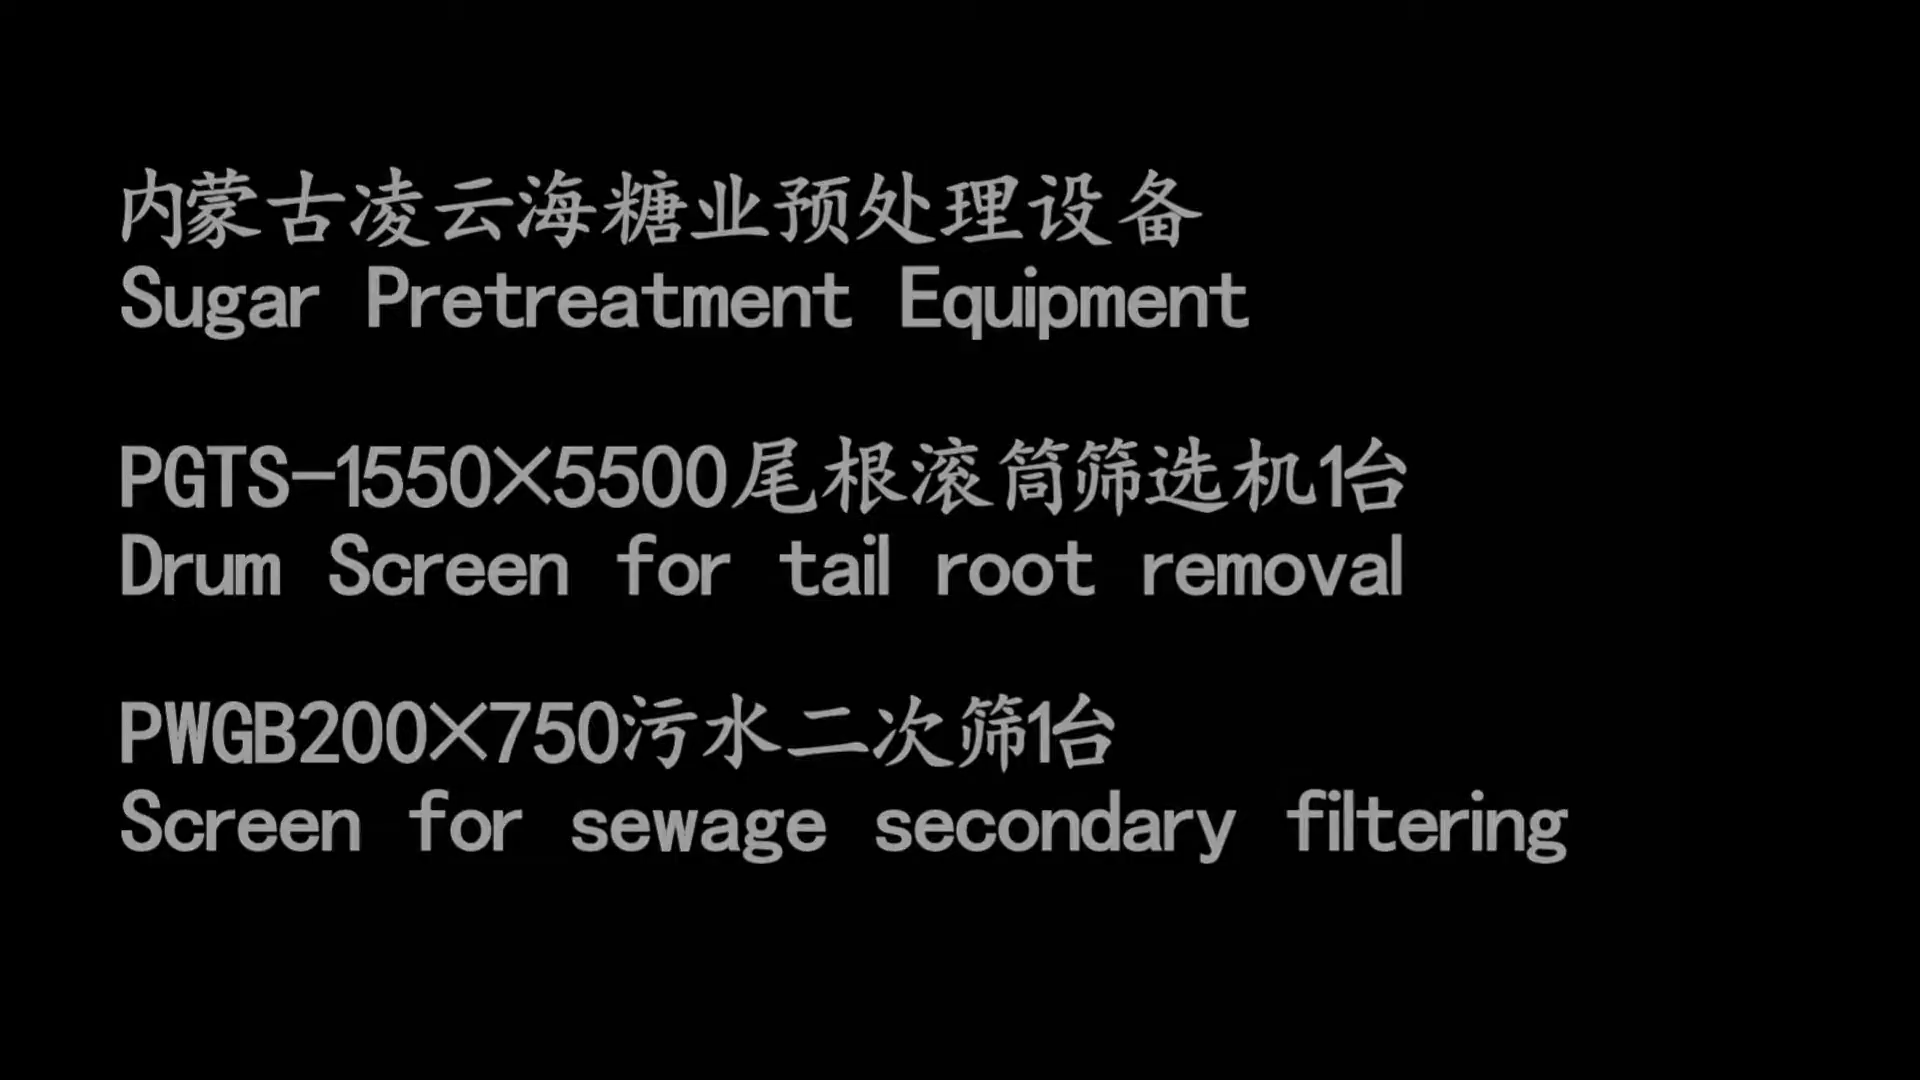 内蒙古凌云海糖业预处理设备
Sugar Pretreatment Equipment
PGTS-1550×5500尾根滚筒筛选机1台
Drum Screen for tail root removal
PWGB200×750污水二次筛1台
Screen for sewage secondary filtering